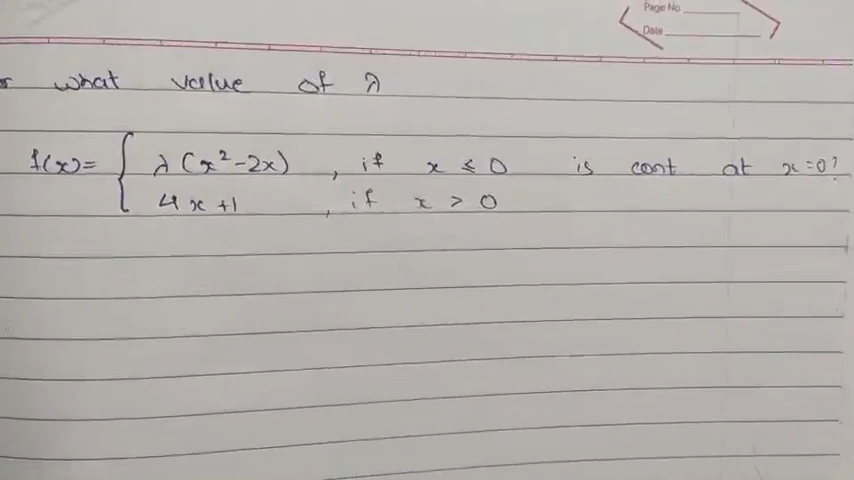 Page No
Date
what value of λ
f(x)= { λ(x²-2x) , if x ≤ 0 is cont at x=0?
4x+1 , if x > 0